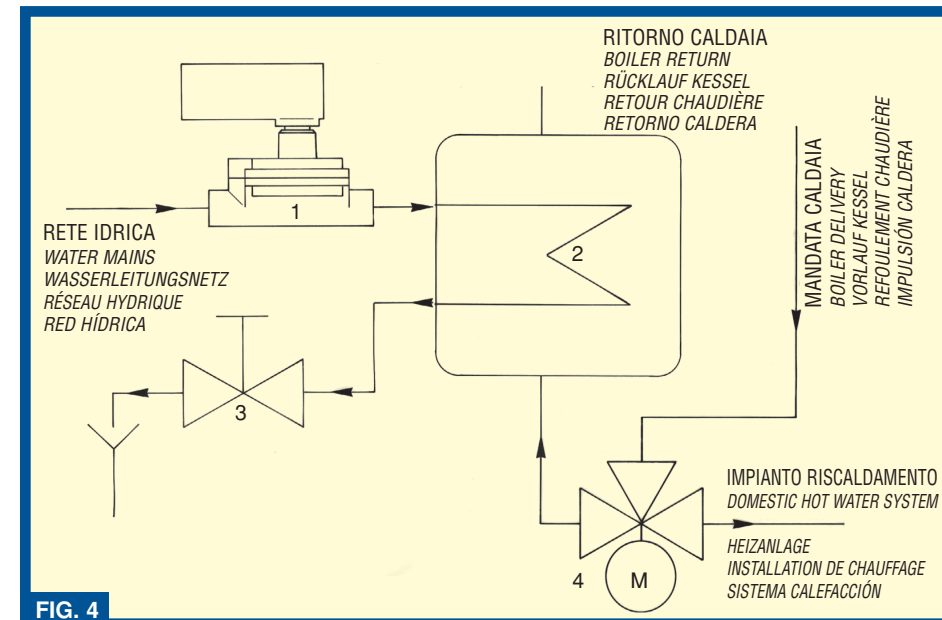 RITORNO CALDAIA
BOILER RETURN
RÜCKLAUF KESSEL
RETOUR CHAUDIÈRE
RETORNO CALDERA
MANDATA CALDAIA
BOILER DELIVERY
VORLAUF KESSEL
REFOULEMENT CHAUDIÈRE
IMPULSIÓN CALDERA
1
RETE IDRICA
WATER MAINS
WASSERLEITUNGSNETZ
RÉSEAU HYDRIQUE
RED HÍDRICA
2
3
IMPIANTO RISCALDAMENTO
DOMESTIC HOT WATER SYSTEM
HEIZANLAGE
INSTALLATION DE CHAUFFAGE
SISTEMA CALEFACCIÓN
4
M
FIG. 4